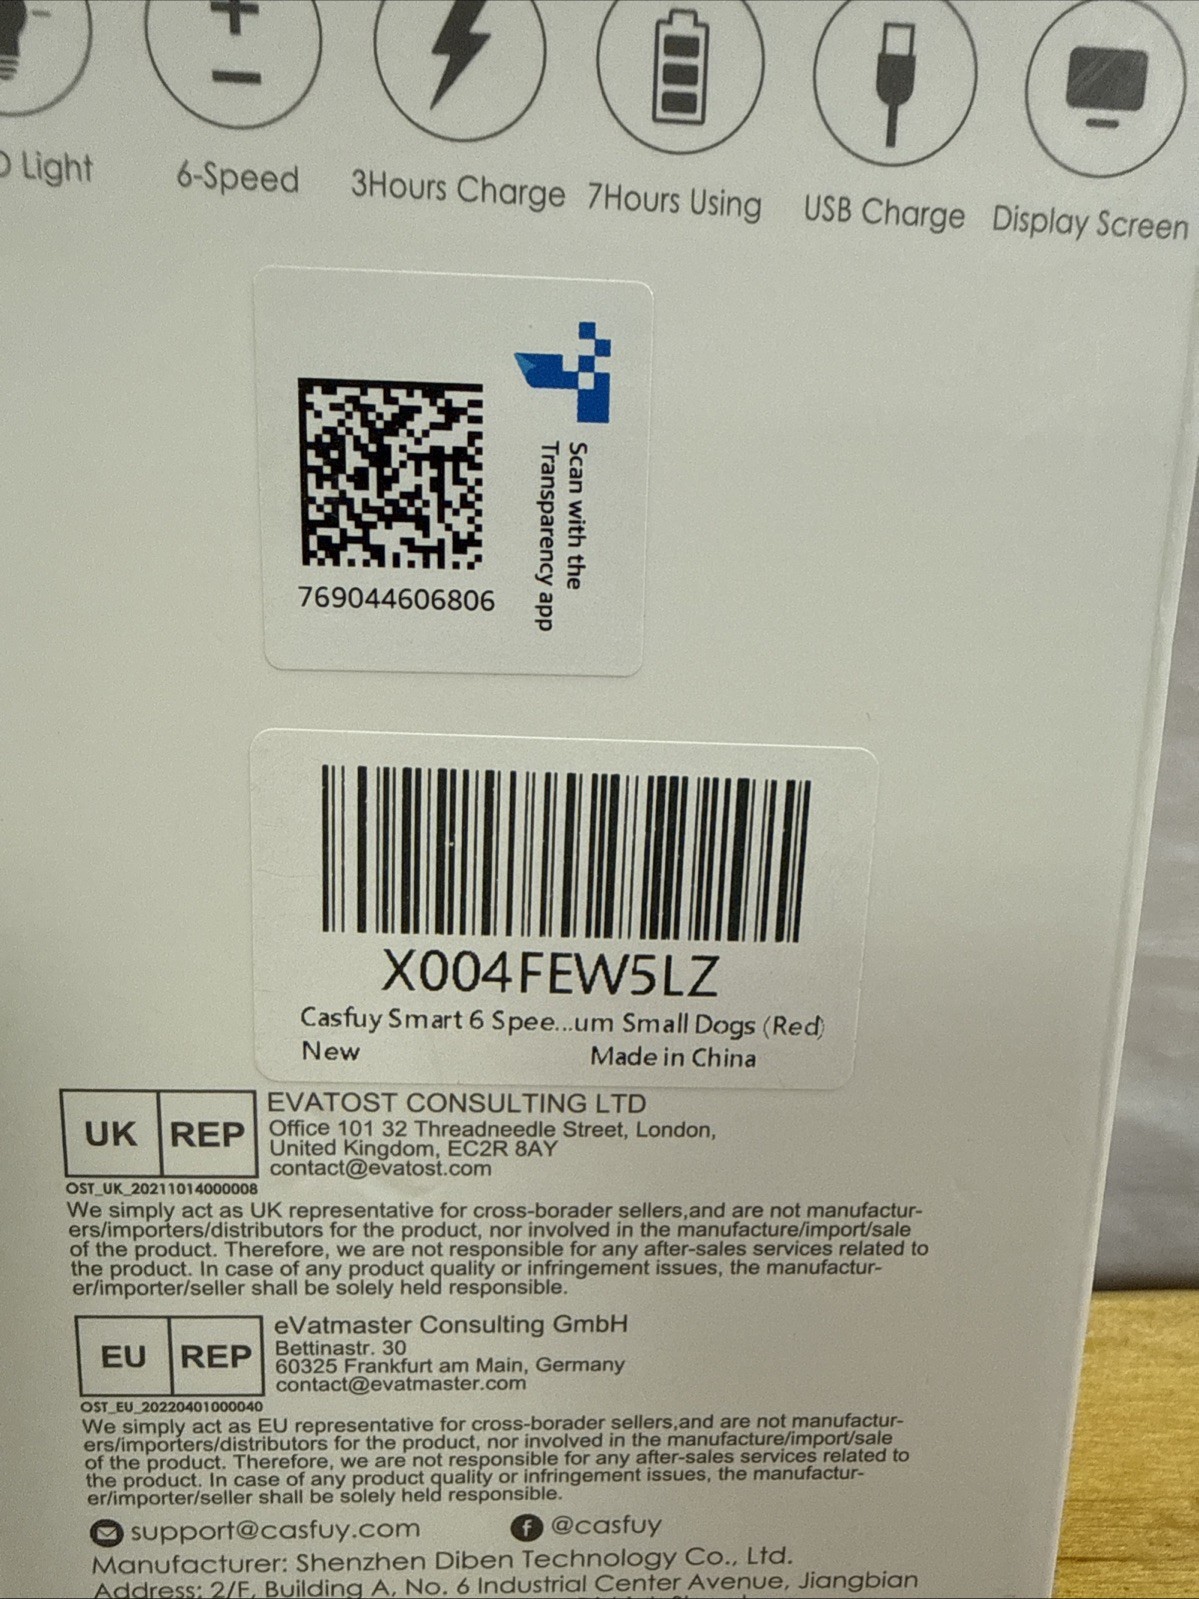 Light
6-Speed
3Hours Charge
7Hours Using
USB Charge
Display Screen
Scan with the
Transparency app
769044606806
X004FEW5LZ
Casfuy Smart 6 Spee...um Small Dogs (Red)
New Made in China
UK REP
EVATOST CONSULTING LTD
Office 101 32 Threadneedle Street, London,
United Kingdom, EC2R 8AY
contact@evatost.com
OST_UK_20211014000008
We simply act as UK representative for cross-borader sellers,and are not manufactur-
ers/importers/distributors for the product, nor involved in the manufacture/import/sale
of the product. Therefore, we are not responsible for any after-sales services related to
the product. In case of any product quality or infringement issues, the manufactur-
er/importer/seller shall be solely held responsible.
EU REP
eVatmaster Consulting GmbH
Bettinastr. 30
60325 Frankfurt am Main, Germany
contact@evatmaster.com
OST_EU_20220401000040
We simply act as EU representative for cross-borader sellers,and are not manufactur-
ers/importers/distributors for the product, nor involved in the manufacture/import/sale
of the product. Therefore, we are not responsible for any after-sales services related to
the product. In case of any product quality or infringement issues, the manufactur-
er/importer/seller shall be solely held responsible.
support@casfuy.com
@casfuy
Manufacturer: Shenzhen Diben Technology Co., Ltd.
Address: 2/F, Building A, No. 6 Industrial Center Avenue, Jiangbian